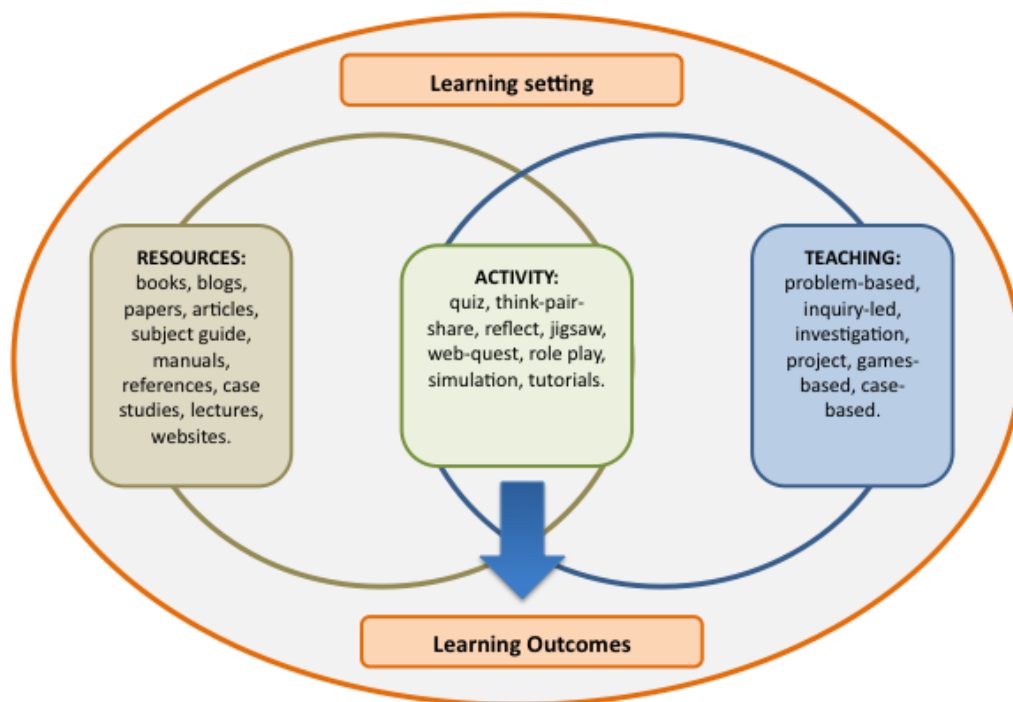 Learning setting
RESOURCES:
books, blogs,
papers, articles,
subject guide,
manuals,
references, case
studies, lectures,
websites.
ACTIVITY:
quiz, think-pair-
share, reflect, jigsaw,
web-quest, role play,
simulation, tutorials.
TEACHING:
problem-based,
inquiry-led,
investigation,
project, games-
based, case-
based.
Learning Outcomes